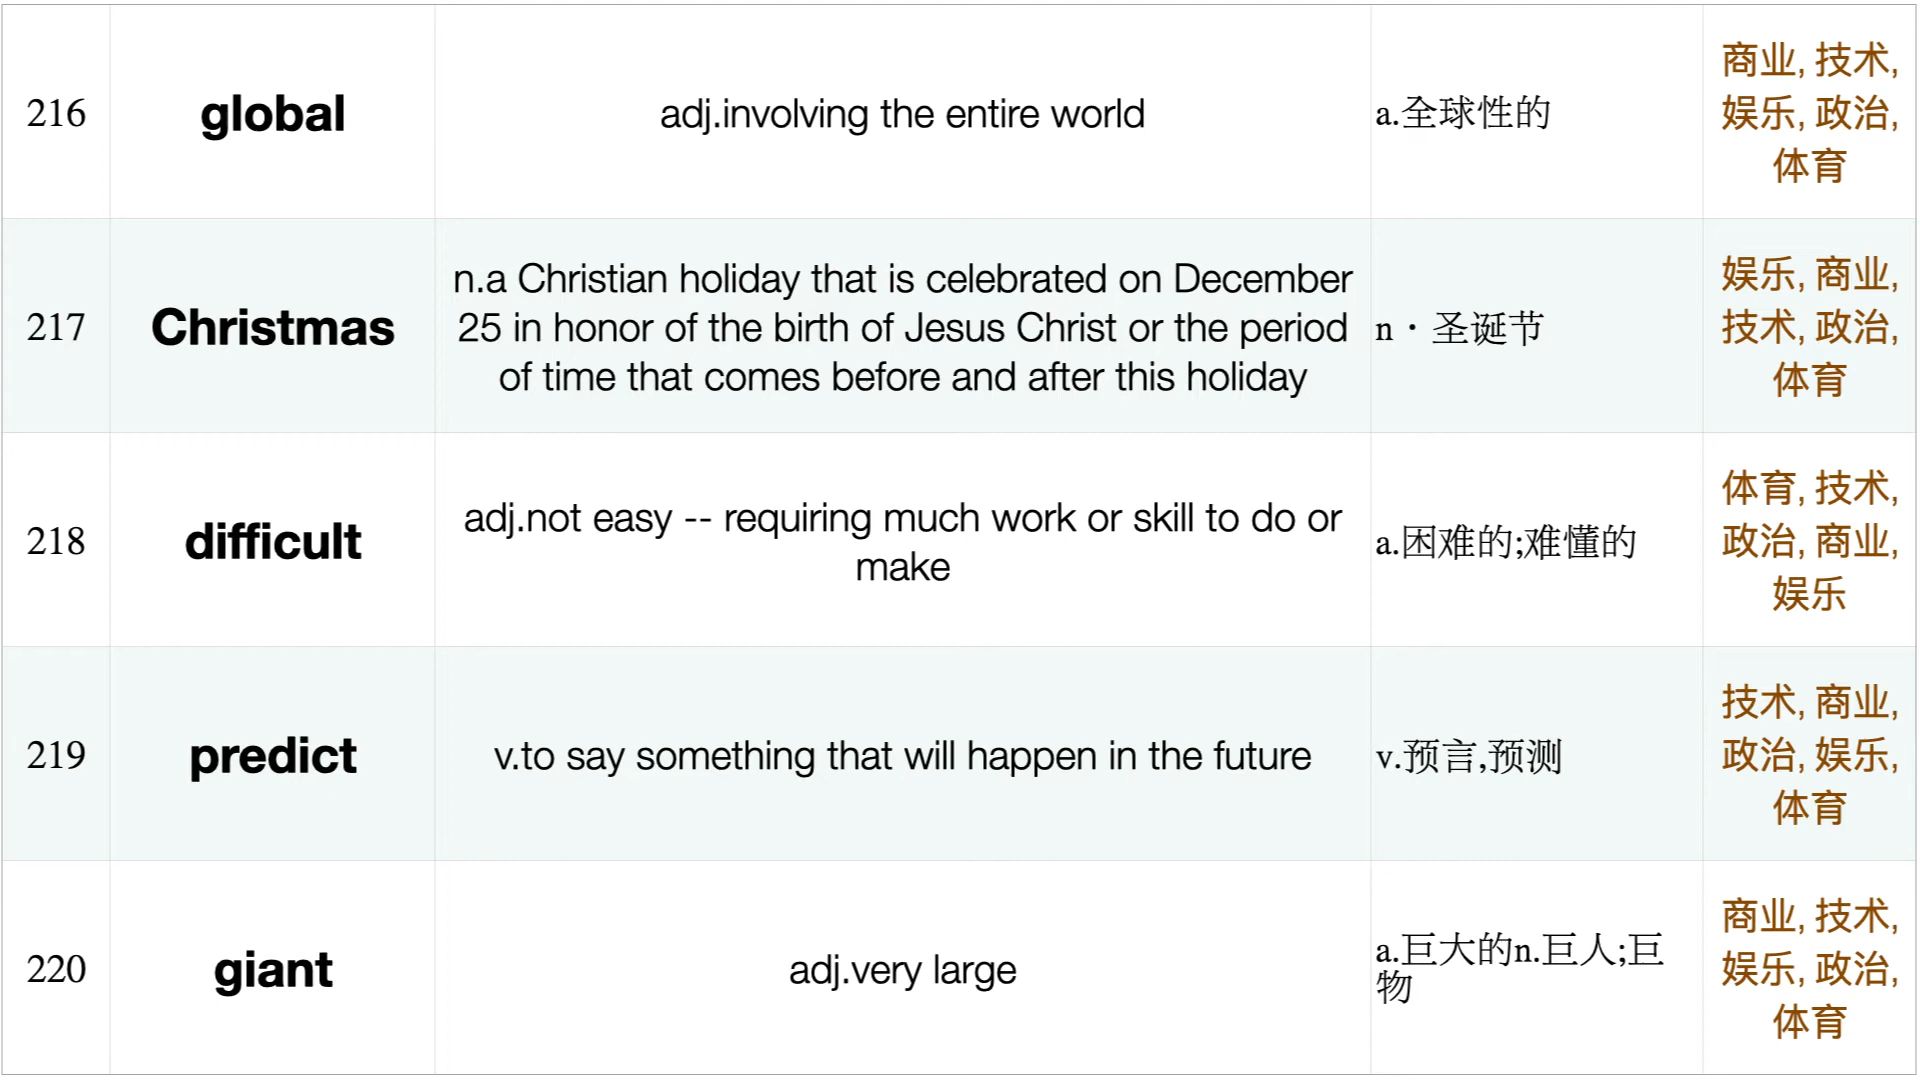 216
global
adj.involving the entire world
a.全球性的
商业, 技术,
娱乐, 政治,
体育
217
Christmas
n.a Christian holiday that is celebrated on December
25 in honor of the birth of Jesus Christ or the period
of time that comes before and after this holiday
n·圣诞节
娱乐, 商业,
技术, 政治,
体育
218
difficult
adj.not easy -- requiring much work or skill to do or
make
a.困难的;难懂的
体育, 技术,
政治, 商业,
娱乐
219
predict
v.to say something that will happen in the future
v.预言,预测
技术, 商业,
政治, 娱乐,
体育
220
giant
adj.very large
a.巨大的n.巨人;巨
物
商业, 技术,
娱乐, 政治,
体育